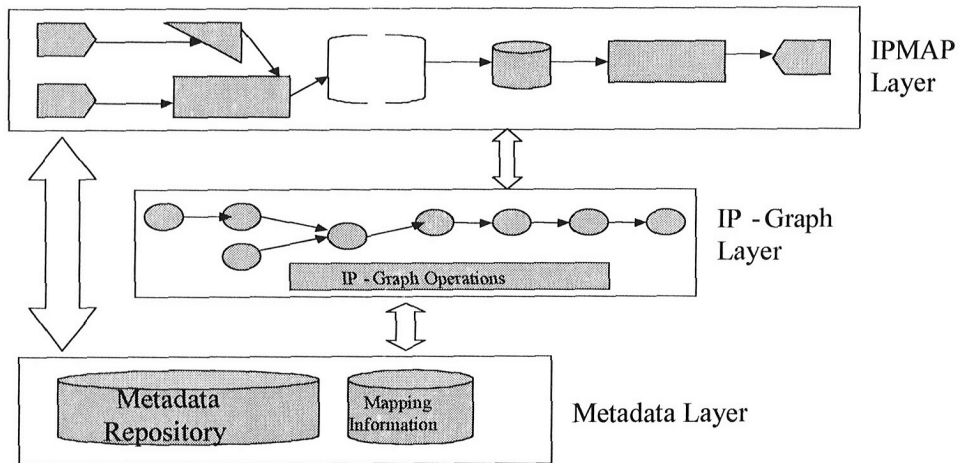 IPMAP
Layer
IP - Graph
Layer
IP - Graph Operations
Metadata
Repository
Mapping
Information
Metadata Layer